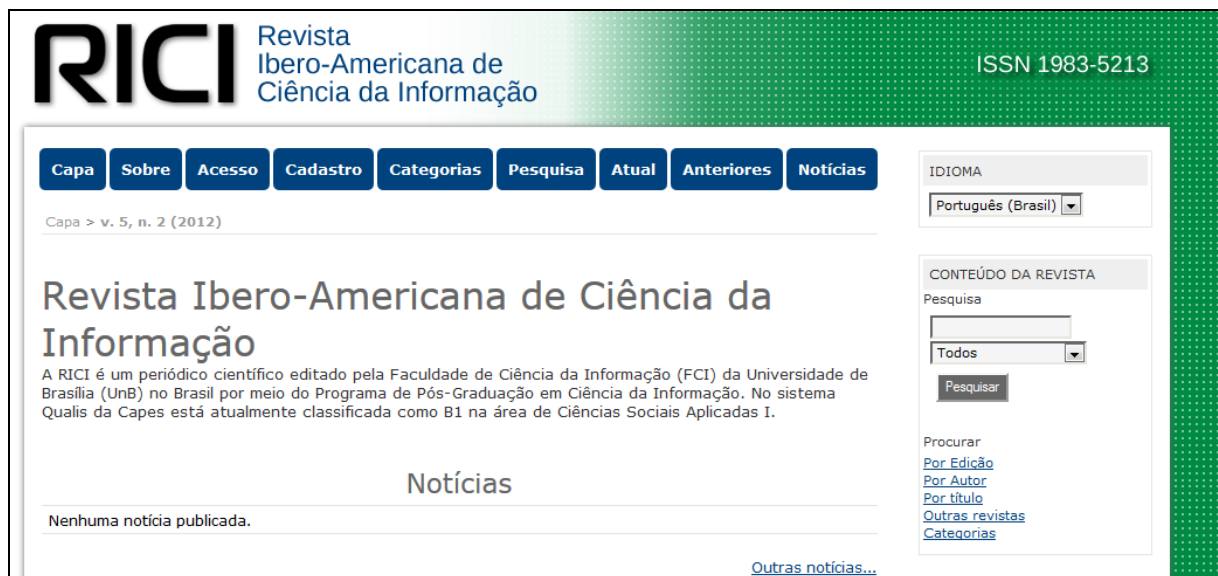 RICI
Revista
Ibero-Americana de
Ciência da Informação
ISSN 1983-5213
Capa
Sobre
Acesso
Cadastro
Categorias
Pesquisa
Atual
Anteriores
Notícias
Capa > v. 5, n. 2 (2012)
Revista Ibero-Americana de Ciência da
Informação
A RICI é um periódico científico editado pela Faculdade de Ciência da Informação (FCI) da Universidade de
Brasília (UnB) no Brasil por meio do Programa de Pós-Graduação em Ciência da Informação. No sistema
Qualis da Capes está atualmente classificada como B1 na área de Ciências Sociais Aplicadas I.
Notícias
Nenhuma notícia publicada.
Outras notícias...
IDIOMA
Português (Brasil)
CONTEÚDO DA REVISTA
Pesquisa
Todos
Pesquisar
Procurar
Por Edição
Por Autor
Por título
Outras revistas
Categorias